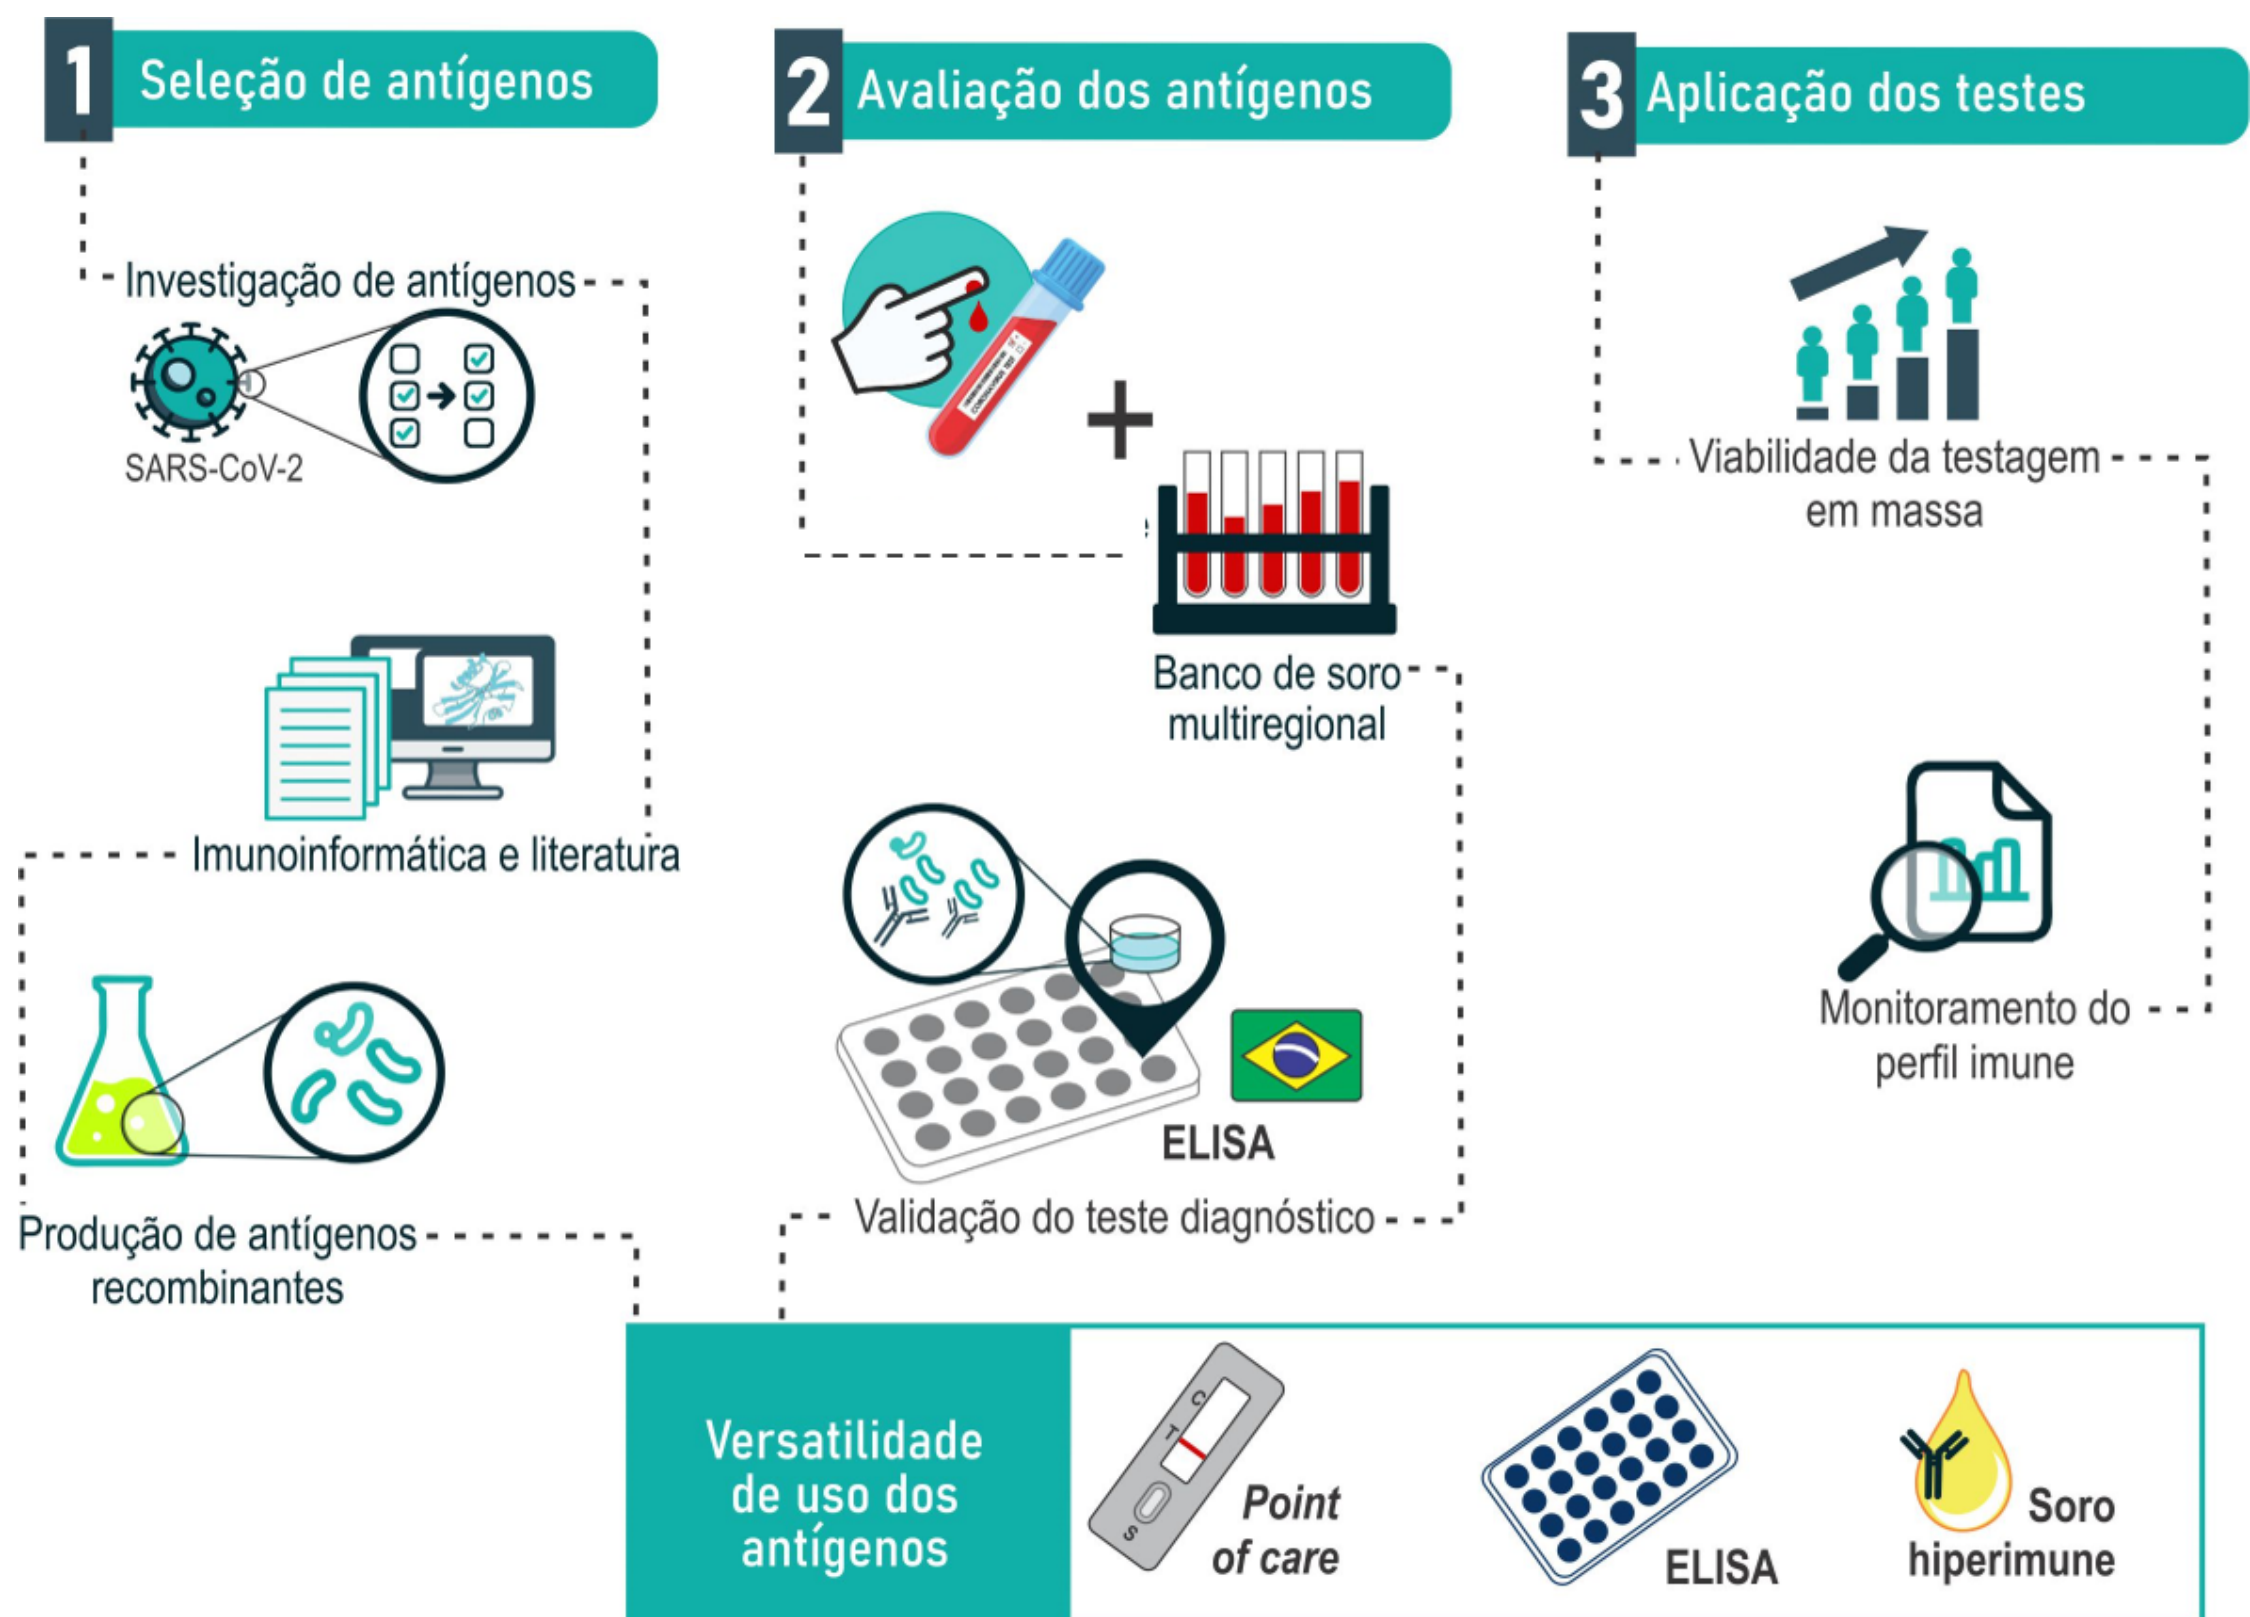 1 Seleção de antígenos
Investigação de antígenos
SARS-CoV-2
Imunoinformática e literatura
Produção de antígenos
recombinantes
2 Avaliação dos antígenos
Banco de soro
multiregional
ELISA
Validação do teste diagnóstico
3 Aplicação dos testes
Viabilidade da testagem
em massa
Monitoramento do
perfil imune
Versatilidade
de uso dos
antígenos
C
T
S
Point
of care
ELISA
Soro
hiperimune